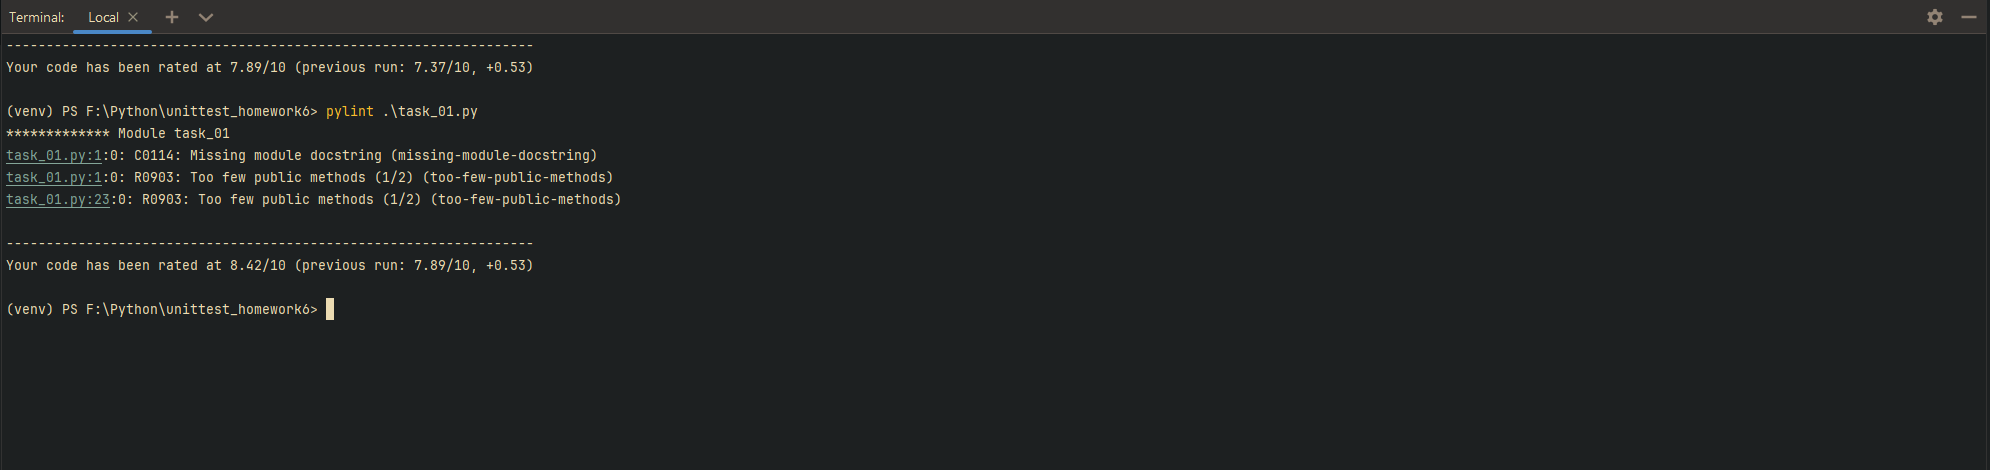 Terminal: Local
------------------------------------------------------------------
Your code has been rated at 7.89/10 (previous run: 7.37/10, +0.53)
(venv) PS F:\Python\unittest_homework6> pylint .\task_01.py
************* Module task_01
task_01.py:1:0: C0114: Missing module docstring (missing-module-docstring)
task_01.py:1:0: R0903: Too few public methods (1/2) (too-few-public-methods)
task_01.py:23:0: R0903: Too few public methods (1/2) (too-few-public-methods)
------------------------------------------------------------------
Your code has been rated at 8.42/10 (previous run: 7.89/10, +0.53)
(venv) PS F:\Python\unittest_homework6>